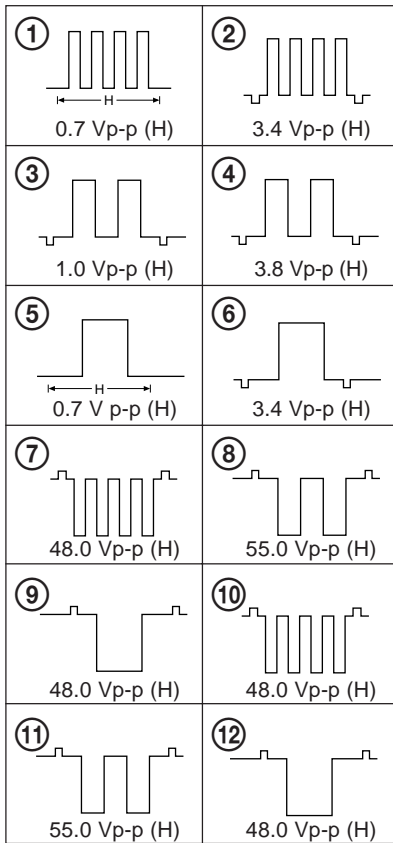 1 2
H
0.7 Vp-p (H) 3.4 Vp-p (H)
3 4
1.0 Vp-p (H) 3.8 Vp-p (H)
5 6
H
0.7 V p-p (H) 3.4 Vp-p (H)
7 8
48.0 Vp-p (H) 55.0 Vp-p (H)
9 10
48.0 Vp-p (H) 48.0 Vp-p (H)
11 12
55.0 Vp-p (H) 48.0 Vp-p (H)